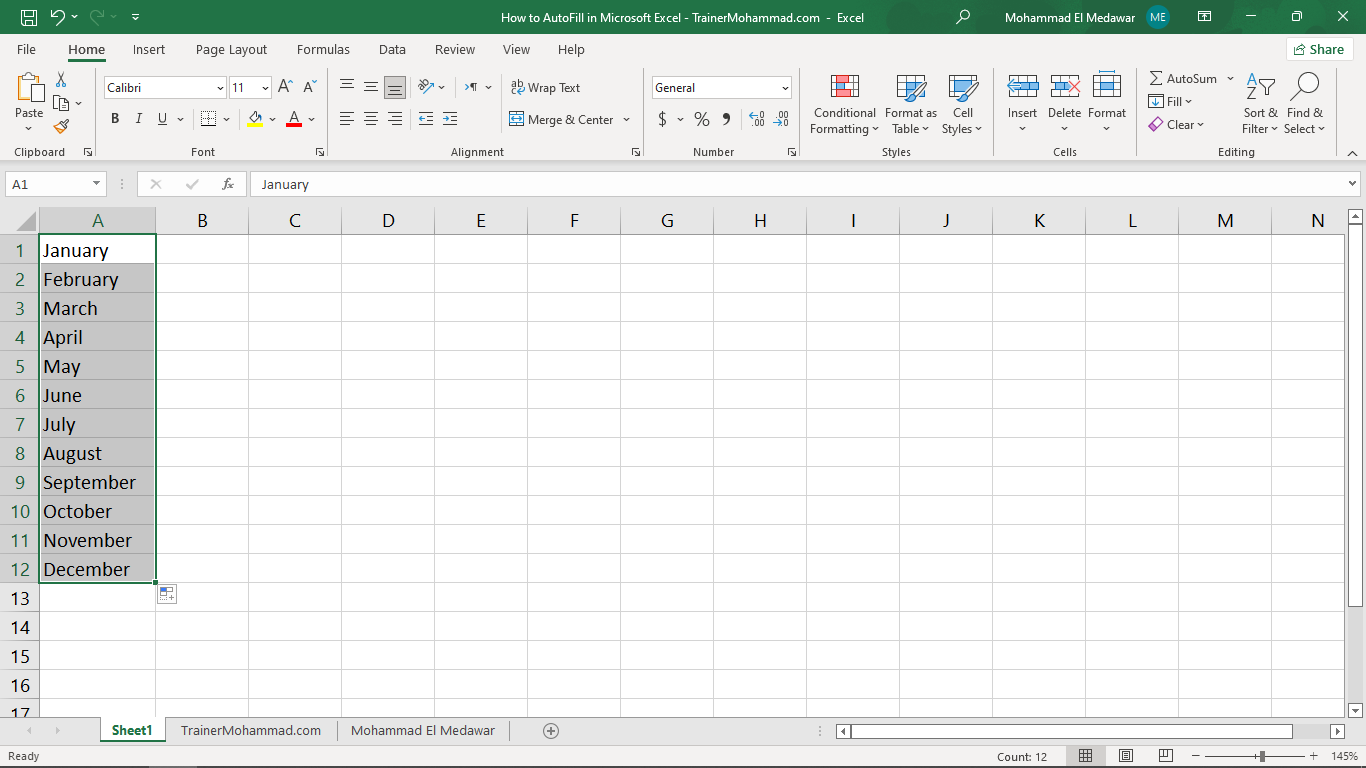 How to AutoFill in Microsoft Excel - TrainerMohammad.com - Excel
Mohammad El Medawar ME
File Home Insert Page Layout Formulas Data Review View Help
Share
Paste
Clipboard
Calibri 11
B I U A
Font
ab Wrap Text
Merge & Center
Alignment
General
$ % 9 .00 .00
Number
Conditional Formatting
Format as Table
Cell Styles
Styles
Insert
Delete
Format
Cells
AutoSum
Fill
Clear
Sort & Filter
Find & Select
Editing
A1 fx January
A B C D E F G H I J K L M N
1 January
2 February
3 March
4 April
5 May
6 June
7 July
8 August
9 September
10 October
11 November
12 December
13
14
15
16
17
Sheet1 TrainerMohammad.com Mohammad El Medawar
Ready Count: 12 145%